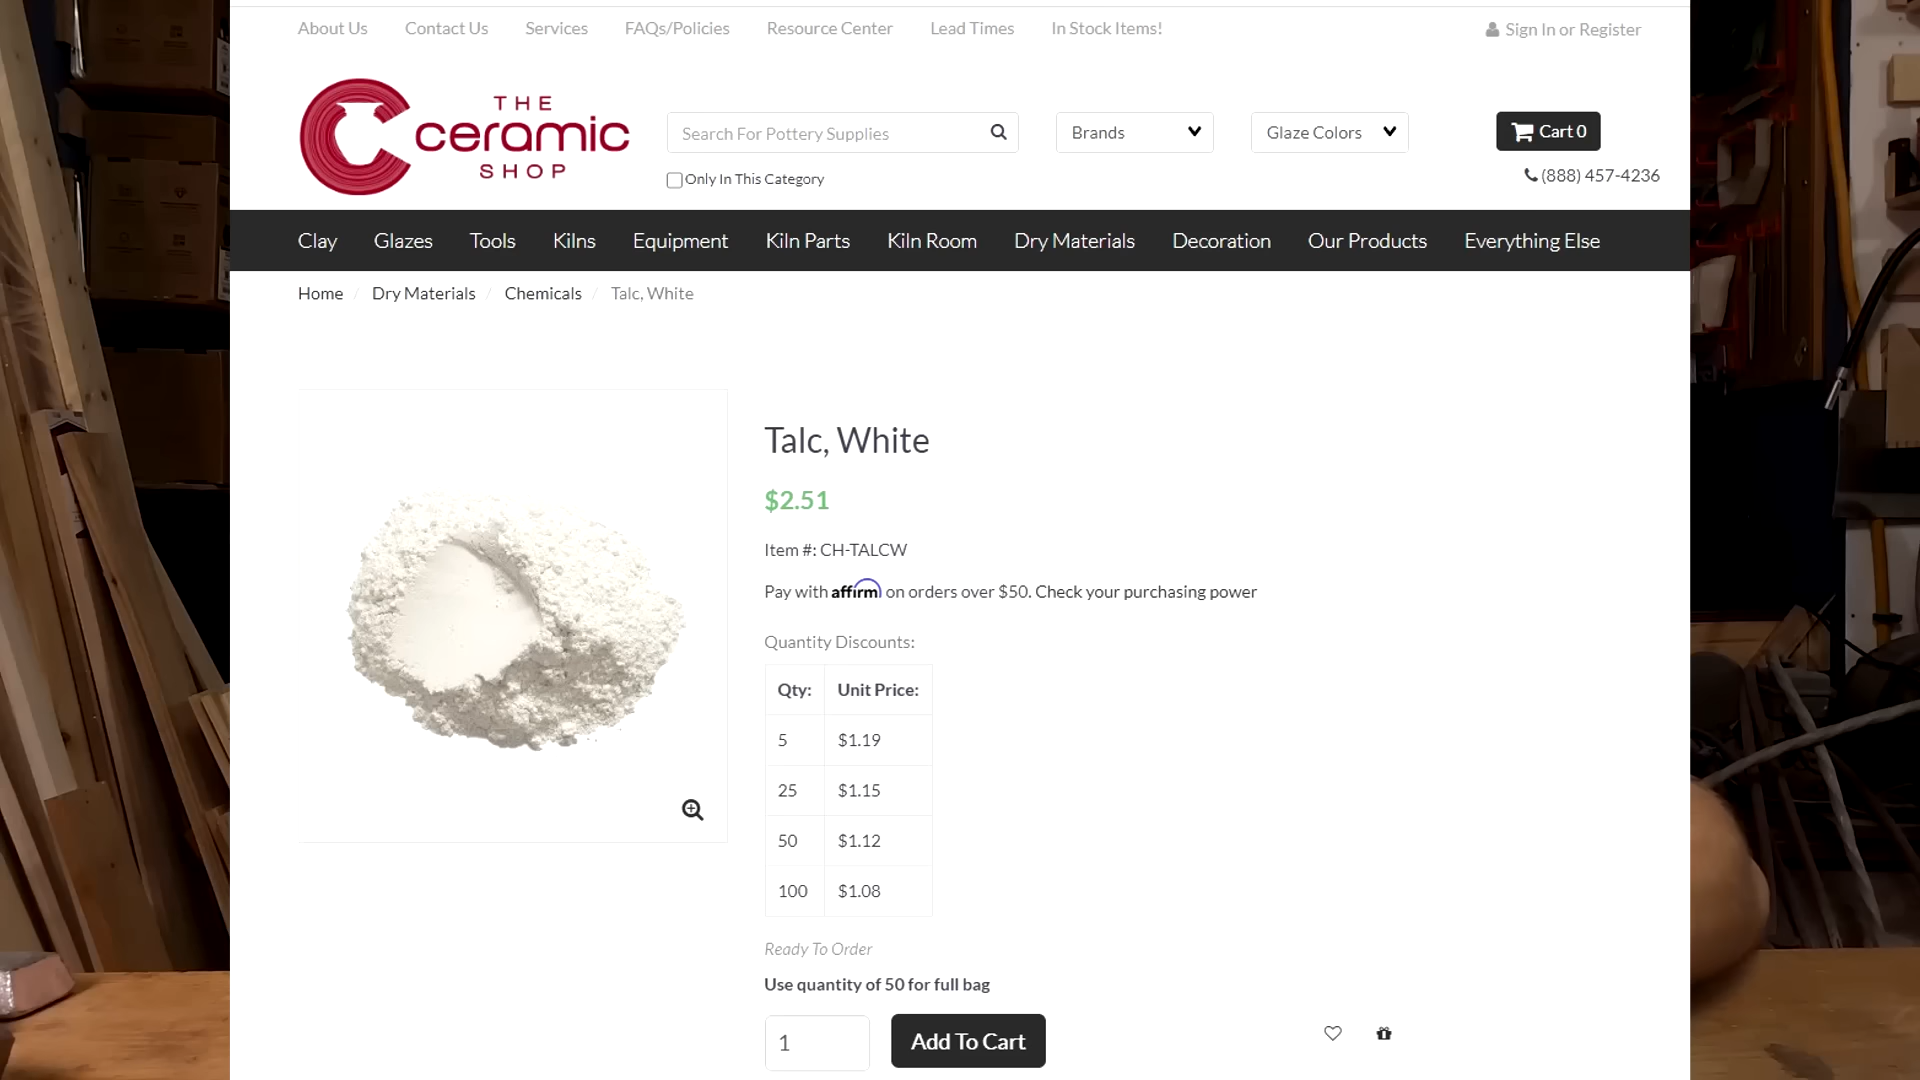 About Us Contact Us Services FAQs/Policies Resource Center Lead Times In Stock Items! Sign In or Register
THE
ceramic
SHOP
Search For Pottery Supplies Brands Glaze Colors Cart 0
Only In This Category (888) 457-4236
Clay Glazes Tools Kilns Equipment Kiln Parts Kiln Room Dry Materials Decoration Our Products Everything Else
Home / Dry Materials / Chemicals / Talc, White
Talc, White
$2.51
Item #: CH-TALCW
Pay with affirm on orders over $50. Check your purchasing power
Quantity Discounts:
Qty: Unit Price:
5 $1.19
25 $1.15
50 $1.12
100 $1.08
Ready To Order
Use quantity of 50 for full bag
1 Add To Cart